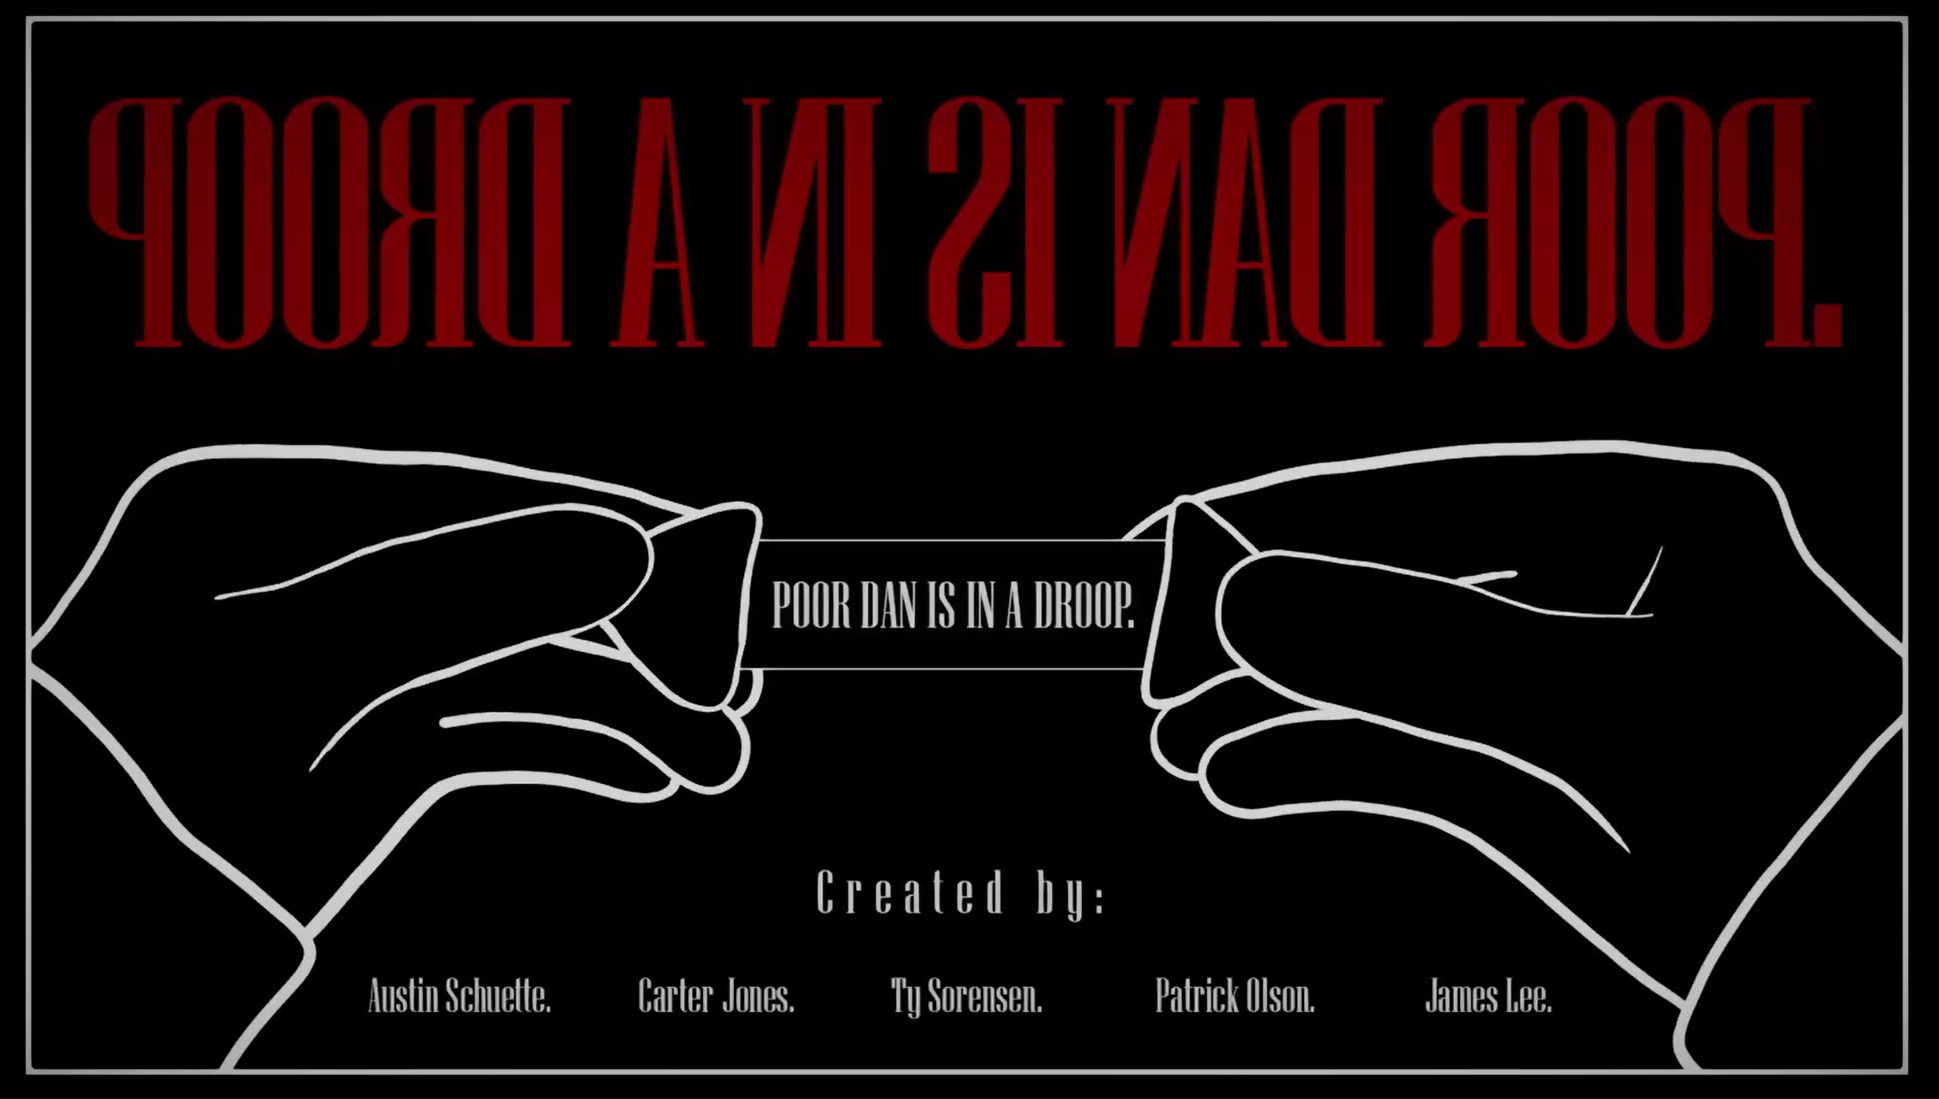 POOR DAN IS IN A DROOP.
POOR DAN IS IN A DROOP.
Created by:
Austin Schuette. Carter Jones. Ty Sorensen. Patrick Olson. James Lee.